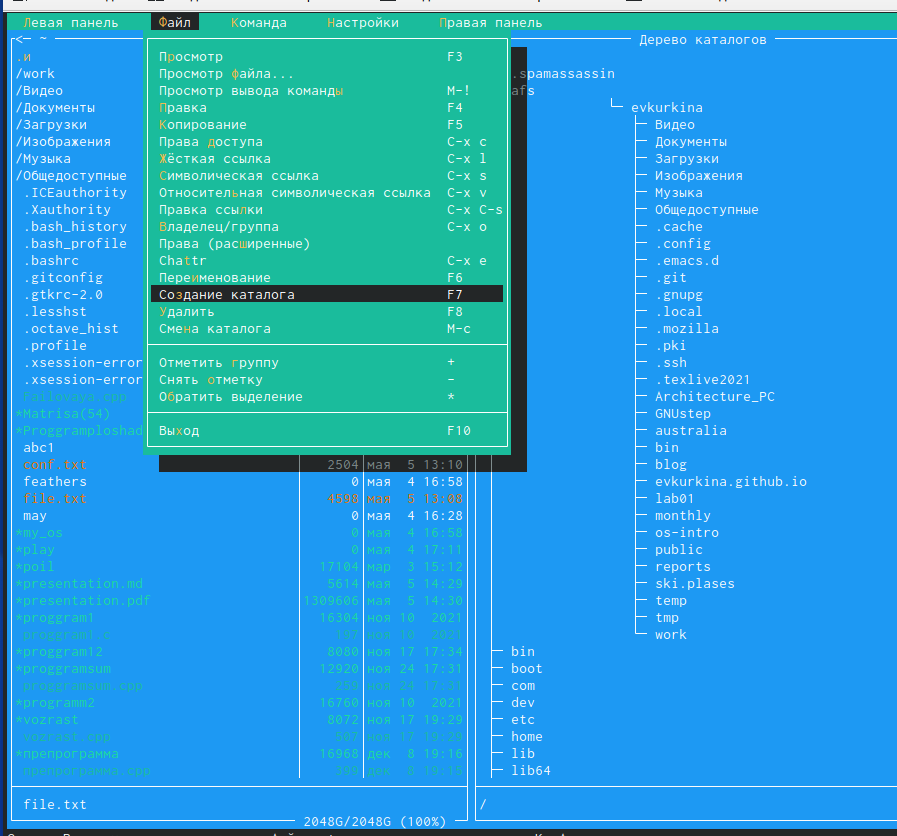 Левая панель Файл Команда Настройки Правая панель
<— ~ Дерево каталогов
.и
/work
/Видео
/Документы
/Загрузки
/Изображения
/Музыка
/Общедоступные
.ICEauthority
.Xauthority
.bash_history
.bash_profile
.bashrc
.gitconfig
.gtkrc-2.0
.lesshst
.octave_hist
.profile
.xsession-error
.xsession-error
*Matrisa(54)
*Proggramploshad
abc1
conf.txt 2504 мая 5 13:10
feathers 0 мая 4 16:58
file.txt 4598 мая 5 13:08
may 0 мая 4 16:28
*my_os 0 мая 4 16:58
*play 0 мая 4 17:11
*poil 17104 мар 3 15:12
*presentation.md 5614 мая 5 14:29
*presentation.pdf 1309606 мая 5 14:30
*proggram1 16304 ноя 10 2021
proggram1.c 197 ноя 10 2021
*proggram12 8080 ноя 17 17:34
*proggramsum 12920 ноя 24 17:31
proggramsum.cpp 269 ноя 24 17:31
*programm2 16760 ноя 10 2021
*vozrast 8072 ноя 17 19:29
vozrast.cpp 507 ноя 17 19:29
*препрограмма 16968 дек 8 19:16
препрограмма.cpp 399 дек 8 19:15
file.txt
2048G/2048G (100%)
Просмотр F3
Просмотр файла...
Просмотр вывода команды M-!
Правка F4
Копирование F5
Права доступа C-x c
Жёсткая ссылка C-x l
Символическая ссылка C-x s
Относительная символическая ссылка C-x v
Правка ссылки C-x C-s
Владелец/группа C-x o
Права (расширенные)
Chattr C-x e
Переименование F6
Создание каталога F7
Удалить F8
Смена каталога M-c
Отметить группу +
Снять отметку -
Обратить выделение *
Выход F10
.spamassassin
afs
evkurkina
Видео
Документы
Загрузки
Изображения
Музыка
Общедоступные
.cache
.config
.emacs.d
.git
.gnupg
.local
.mozilla
.pki
.ssh
.texlive2021
Architecture_PC
GNUstep
australia
bin
blog
evkurkina.github.io
lab01
monthly
os-intro
public
reports
ski.plases
temp
tmp
work
bin
boot
com
dev
etc
home
lib
lib64
/